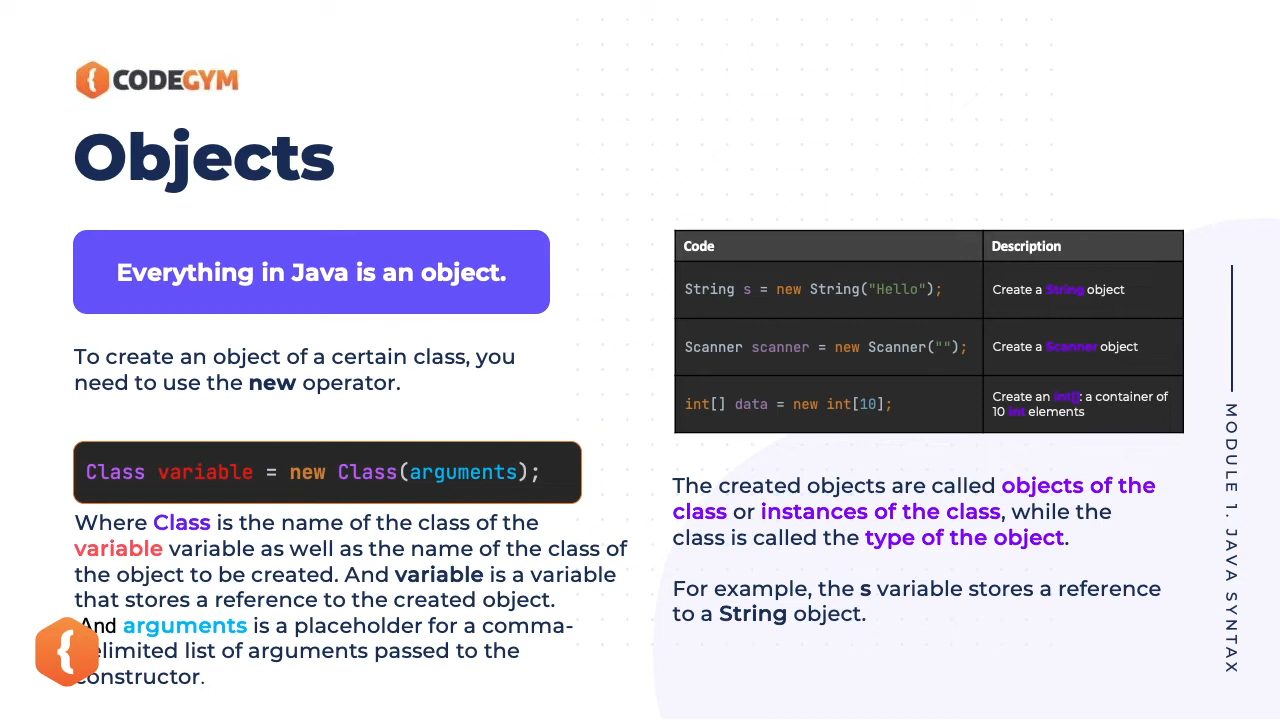 CODEGYM
Objects
Everything in Java is an object.
To create an object of a certain class, you
need to use the new operator.
Class variable = new Class(arguments);
Where Class is the name of the class of the
variable variable as well as the name of the class of
the object to be created. And variable is a variable
that stores a reference to the created object.
And arguments is a placeholder for a comma-
elimited list of arguments passed to the
constructor.
Code Description
String s = new String("Hello"); Create a String object
Scanner scanner = new Scanner(""); Create a Scanner object
int[] data = new int[10]; Create an int[]: a container of
10 int elements
The created objects are called objects of the
class or instances of the class, while the
class is called the type of the object.
For example, the s variable stores a reference
to a String object.
MODULE 1. JAVA SYNTAX